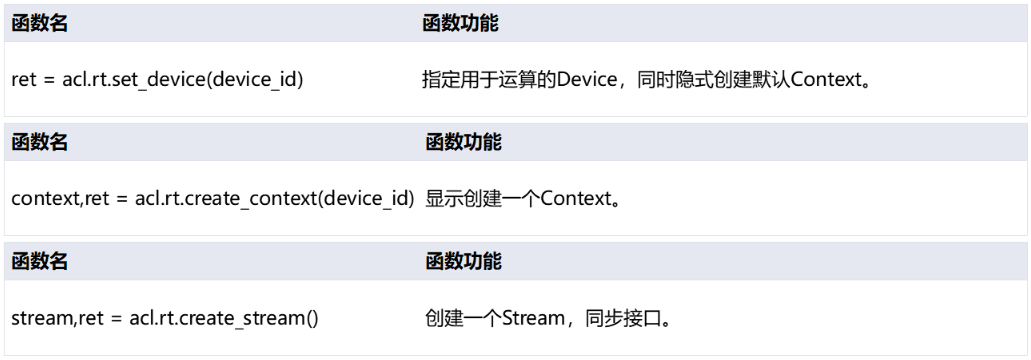 函数名 函数功能
ret = acl.rt.set_device(device_id) 指定用于运算的Device，同时隐式创建默认Context。
函数名 函数功能
context,ret = acl.rt.create_context(device_id) 显示创建一个Context。
函数名 函数功能
stream,ret = acl.rt.create_stream() 创建一个Stream，同步接口。